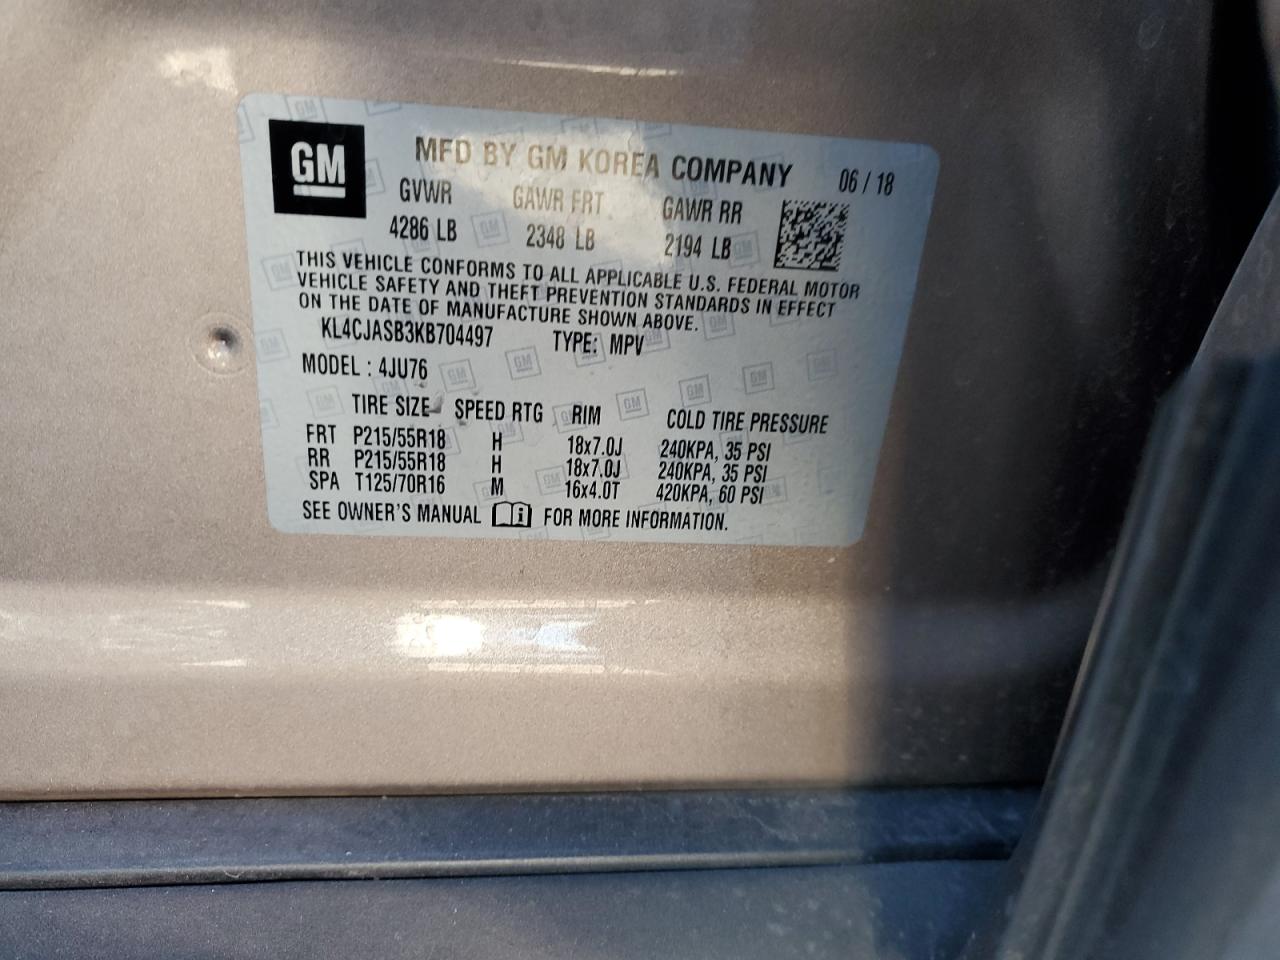 GM
MFD BY GM KOREA COMPANY 06 / 18
GVWR GAWR FRT GAWR RR
4286 LB 2348 LB 2194 LB
THIS VEHICLE CONFORMS TO ALL APPLICABLE U.S. FEDERAL MOTOR
VEHICLE SAFETY AND THEFT PREVENTION STANDARDS IN EFFECT
ON THE DATE OF MANUFACTURE SHOWN ABOVE.
KL4CJASB3KB704497 TYPE: MPV
MODEL : 4JU76
TIRE SIZE SPEED RTG RIM COLD TIRE PRESSURE
FRT P215/55R18 H 18x7.0J 240KPA, 35 PSI
RR P215/55R18 H 18x7.0J 240KPA, 35 PSI
SPA T125/70R16 M 16x4.0T 420KPA, 60 PSI
SEE OWNER'S MANUAL i FOR MORE INFORMATION.